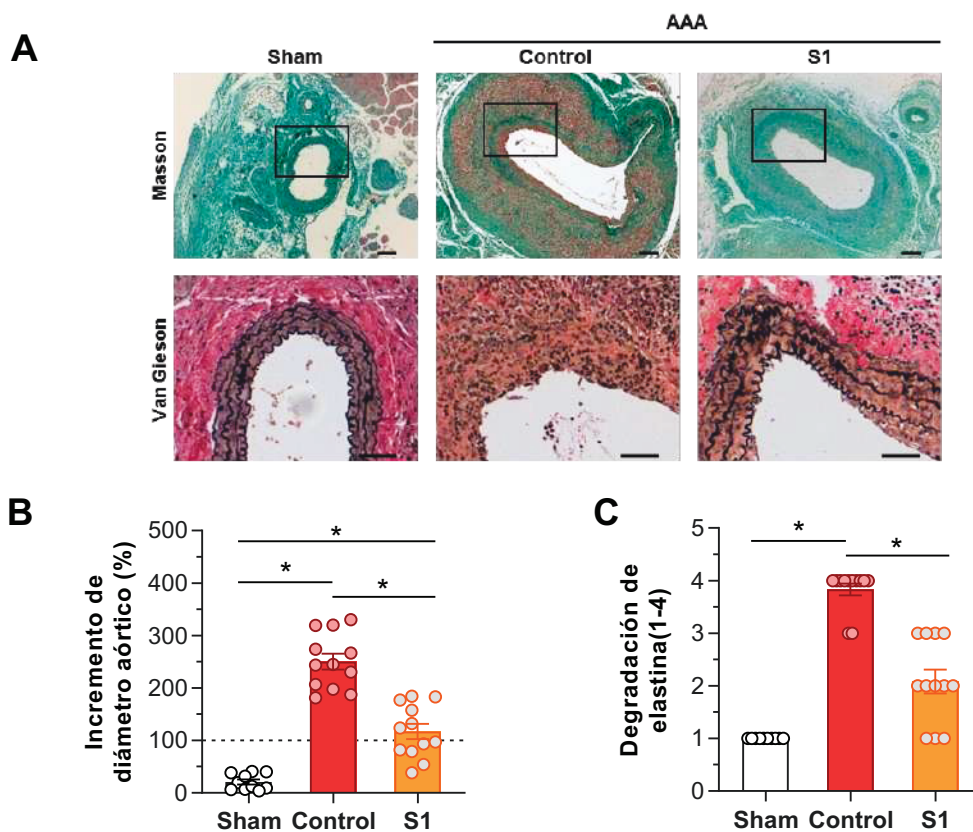 A
AAA
Sham
Control
S1
Masson
Van Gieson
B
Incremento de
diámetro aórtico (%)
500
400
300
200
100
0
*
*
*
Sham
Control
S1
C
Degradación de
elastina(1-4)
5
4
3
2
1
0
*
*
Sham
Control
S1